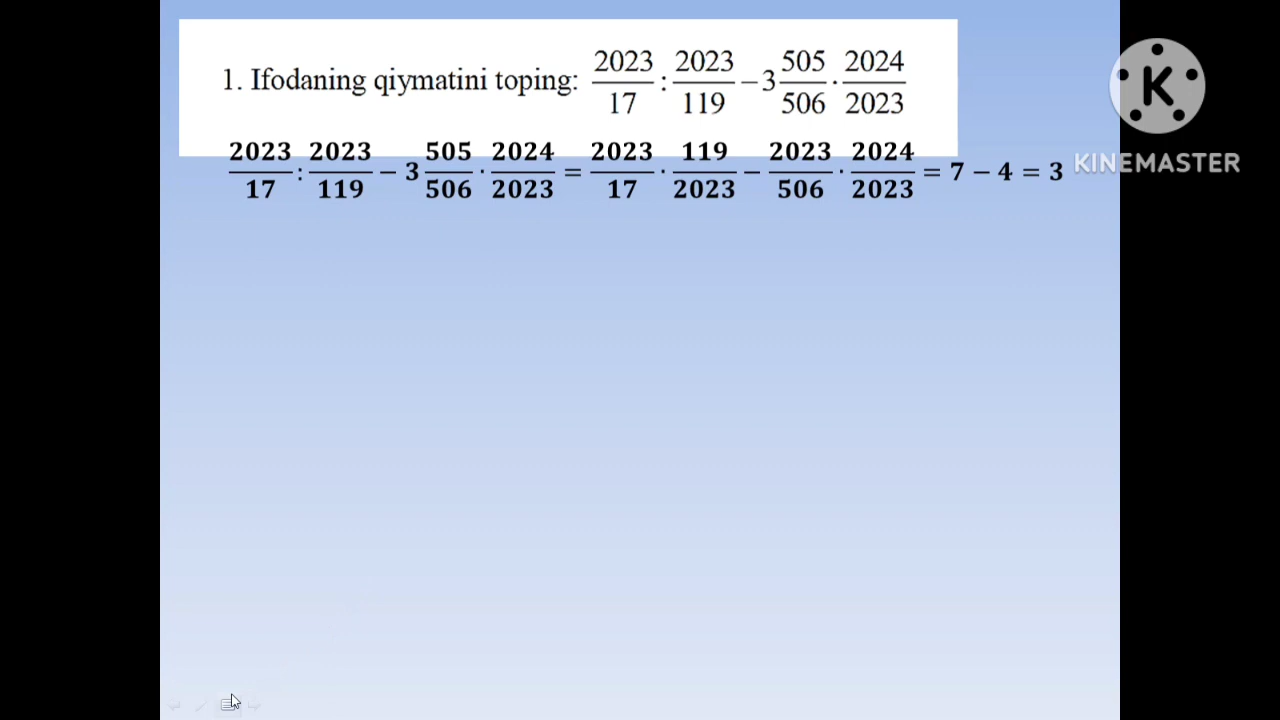 1. Ifodaning qiymatini toping: 2023/17 : 2023/119 − 3 505/506 · 2024/2023
2023/17 : 2023/119 − 3 505/506 · 2024/2023 = 2023/17 · 119/2023 − 2023/506 · 2024/2023 = 7 − 4 = 3
K
KINEMASTER